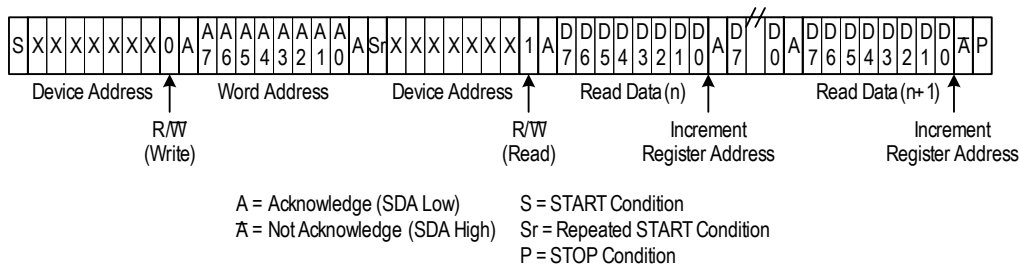 S X X X X X X X 0 A A7 A6 A5 A4 A3 A2 A1 A0 A Sr X X X X X X X 1 A D7 D6 D5 D4 D3 D2 D1 D0 A D7 // D0 A D7 D6 D5 D4 D3 D2 D1 D0 A̅ P
Device Address Word Address Device Address Read Data (n) Read Data (n+1)
R/W̅ R/W̅ Increment Increment
(Write) (Read) Register Address Register Address
A = Acknowledge (SDA Low) S = START Condition
A̅ = Not Acknowledge (SDA High) Sr = Repeated START Condition
P = STOP Condition